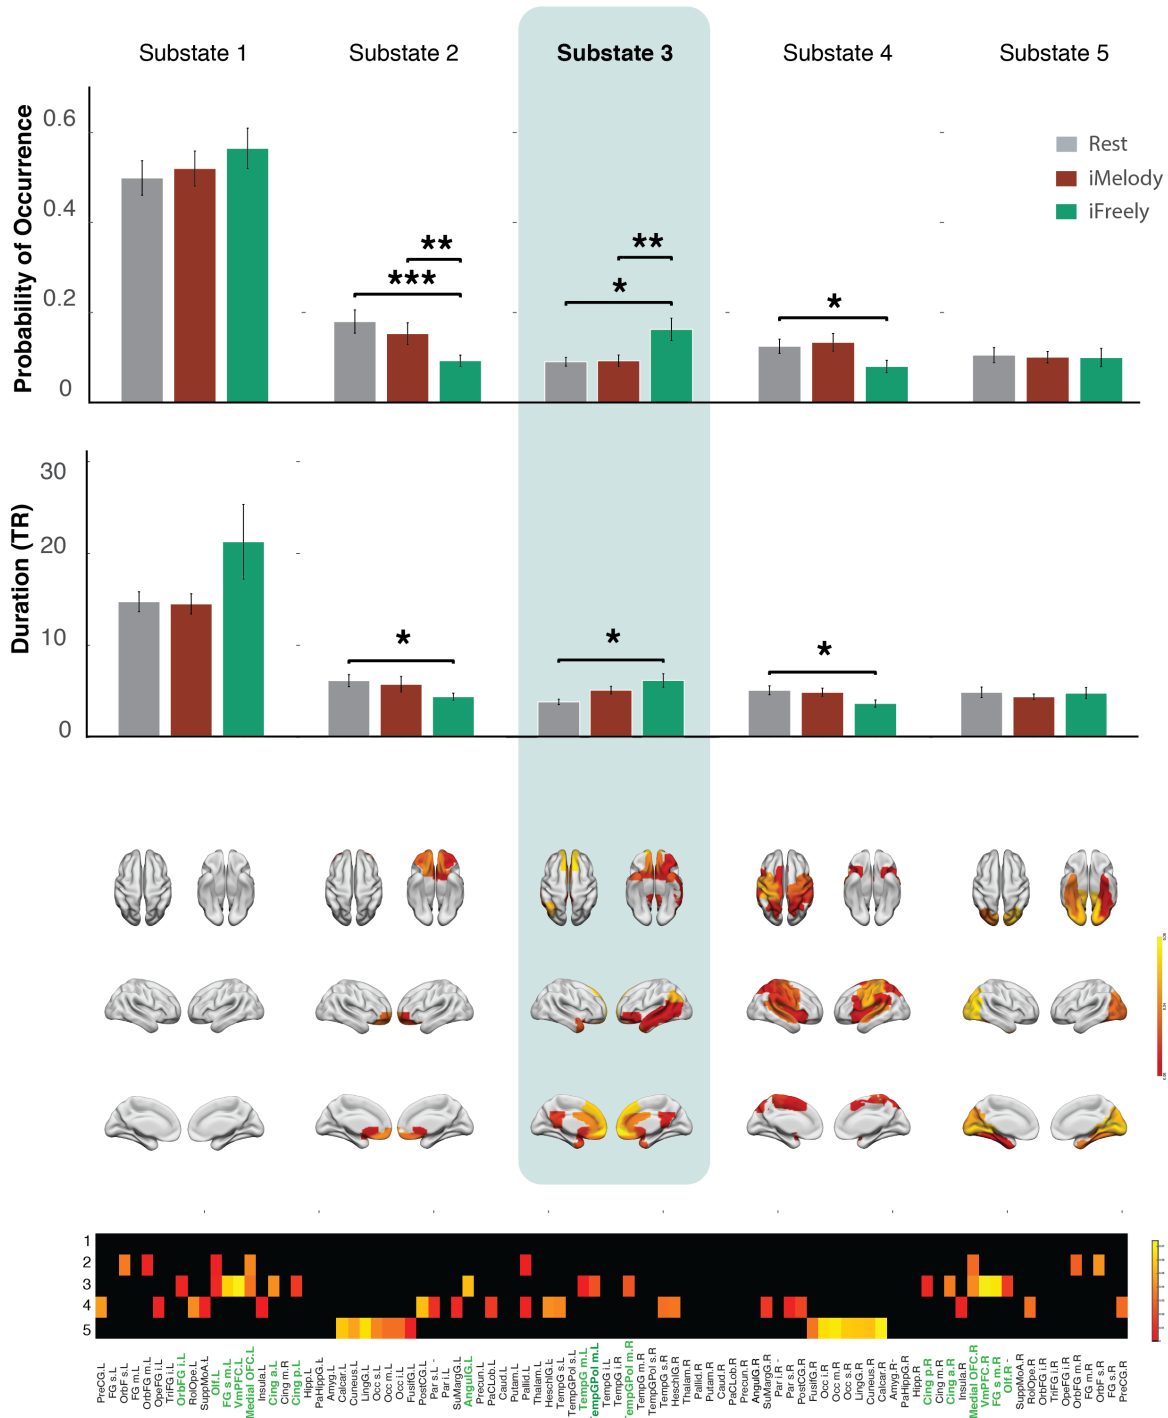 Substate 1
Substate 2
Substate 3
Substate 4
Substate 5
Probability of Occurrence
0.6
0.4
0.2
0
Rest
iMelody
iFreely
**
***
**
*
*
Duration (TR)
30
20
10
0
*
*
*
1
2
3
4
5
PreCG.L
FG s.L
OrbF s.L
FG m.L
OrbFG m.L
OpeFG i.L
TriFG i.L
OrbFG i.L
RolOpe.L
SuppMoA.L
Olf.L
FG s m.L
VmPFC.L
Medial OFC.L
Insula.L
Cing a.L
Cing m.R
Cing p.L
Hipp.L
PaHippG.L
Amyg.L
Calcar.L
Cuneus.L
LingG.L
Occ s.L
Occ m.L
Occ i.L
FusifG.L
PostCG.L
Par s.L -
Par i L.
SuMargG.L
AngulG.L
Precun.L
PacLob.L
Caud.L
Putam.L
Pallid.L
Thalam.L
HeschlG.L
TempG s.L
TempGPol s.L
TempG m.L
TempGPol m.L
TempG i.L
TempG i.R
TempGPol m.R
TempG m.R
TempGPol s.R
TempG s.R
HeschlG.R
Thalam.R
Pallid.R
Putam.R
Caud.R
PacLOb.R
Precun.R
AngulG.R
SuMargG.R
Par i.R -
Par s.R
PostCG.R
FusifG.R
Occ i.R
Occ m.R
Occ s.R
LingG.R
Cuneus.R
Calcar.R
Amyg.R-
PaHippG.R
Hipp.R
Cing p.R
Cing m.R
Cing a.R
Insula.R
Medial OFC.R
VmPFC.R
FG s m.R
Olf.R -
SuppMoA.R
RolOpe.R
OrbFG i.R
TriFG i.R
OpeFG i.R
OrbFG m.R
FG m.R
OrbF s.R
FG s.R
PreCG.R